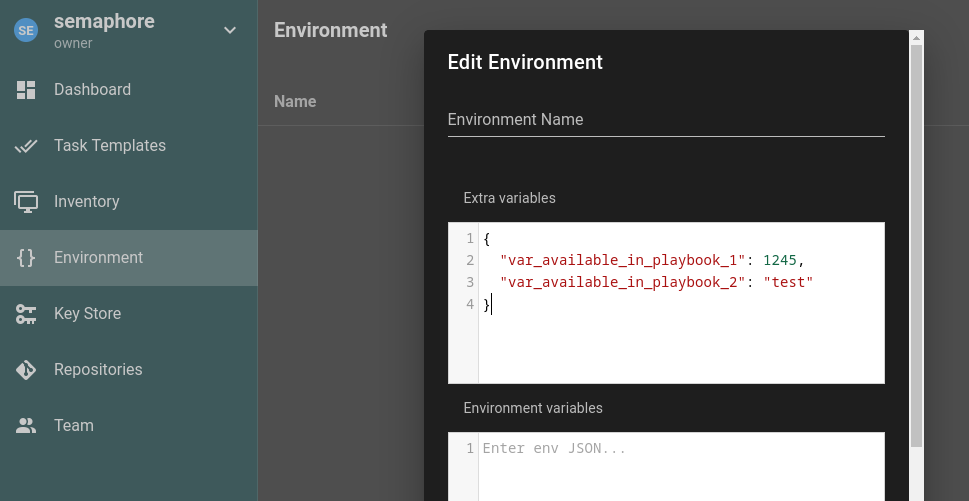 SE
semaphore
owner
Dashboard
Task Templates
Inventory
{} Environment
Key Store
Repositories
Team
Environment
Name
Edit Environment
Environment Name
Extra variables
1 {
2   "var_available_in_playbook_1": 1245,
3   "var_available_in_playbook_2": "test"
4 }
Environment variables
1 Enter env JSON...